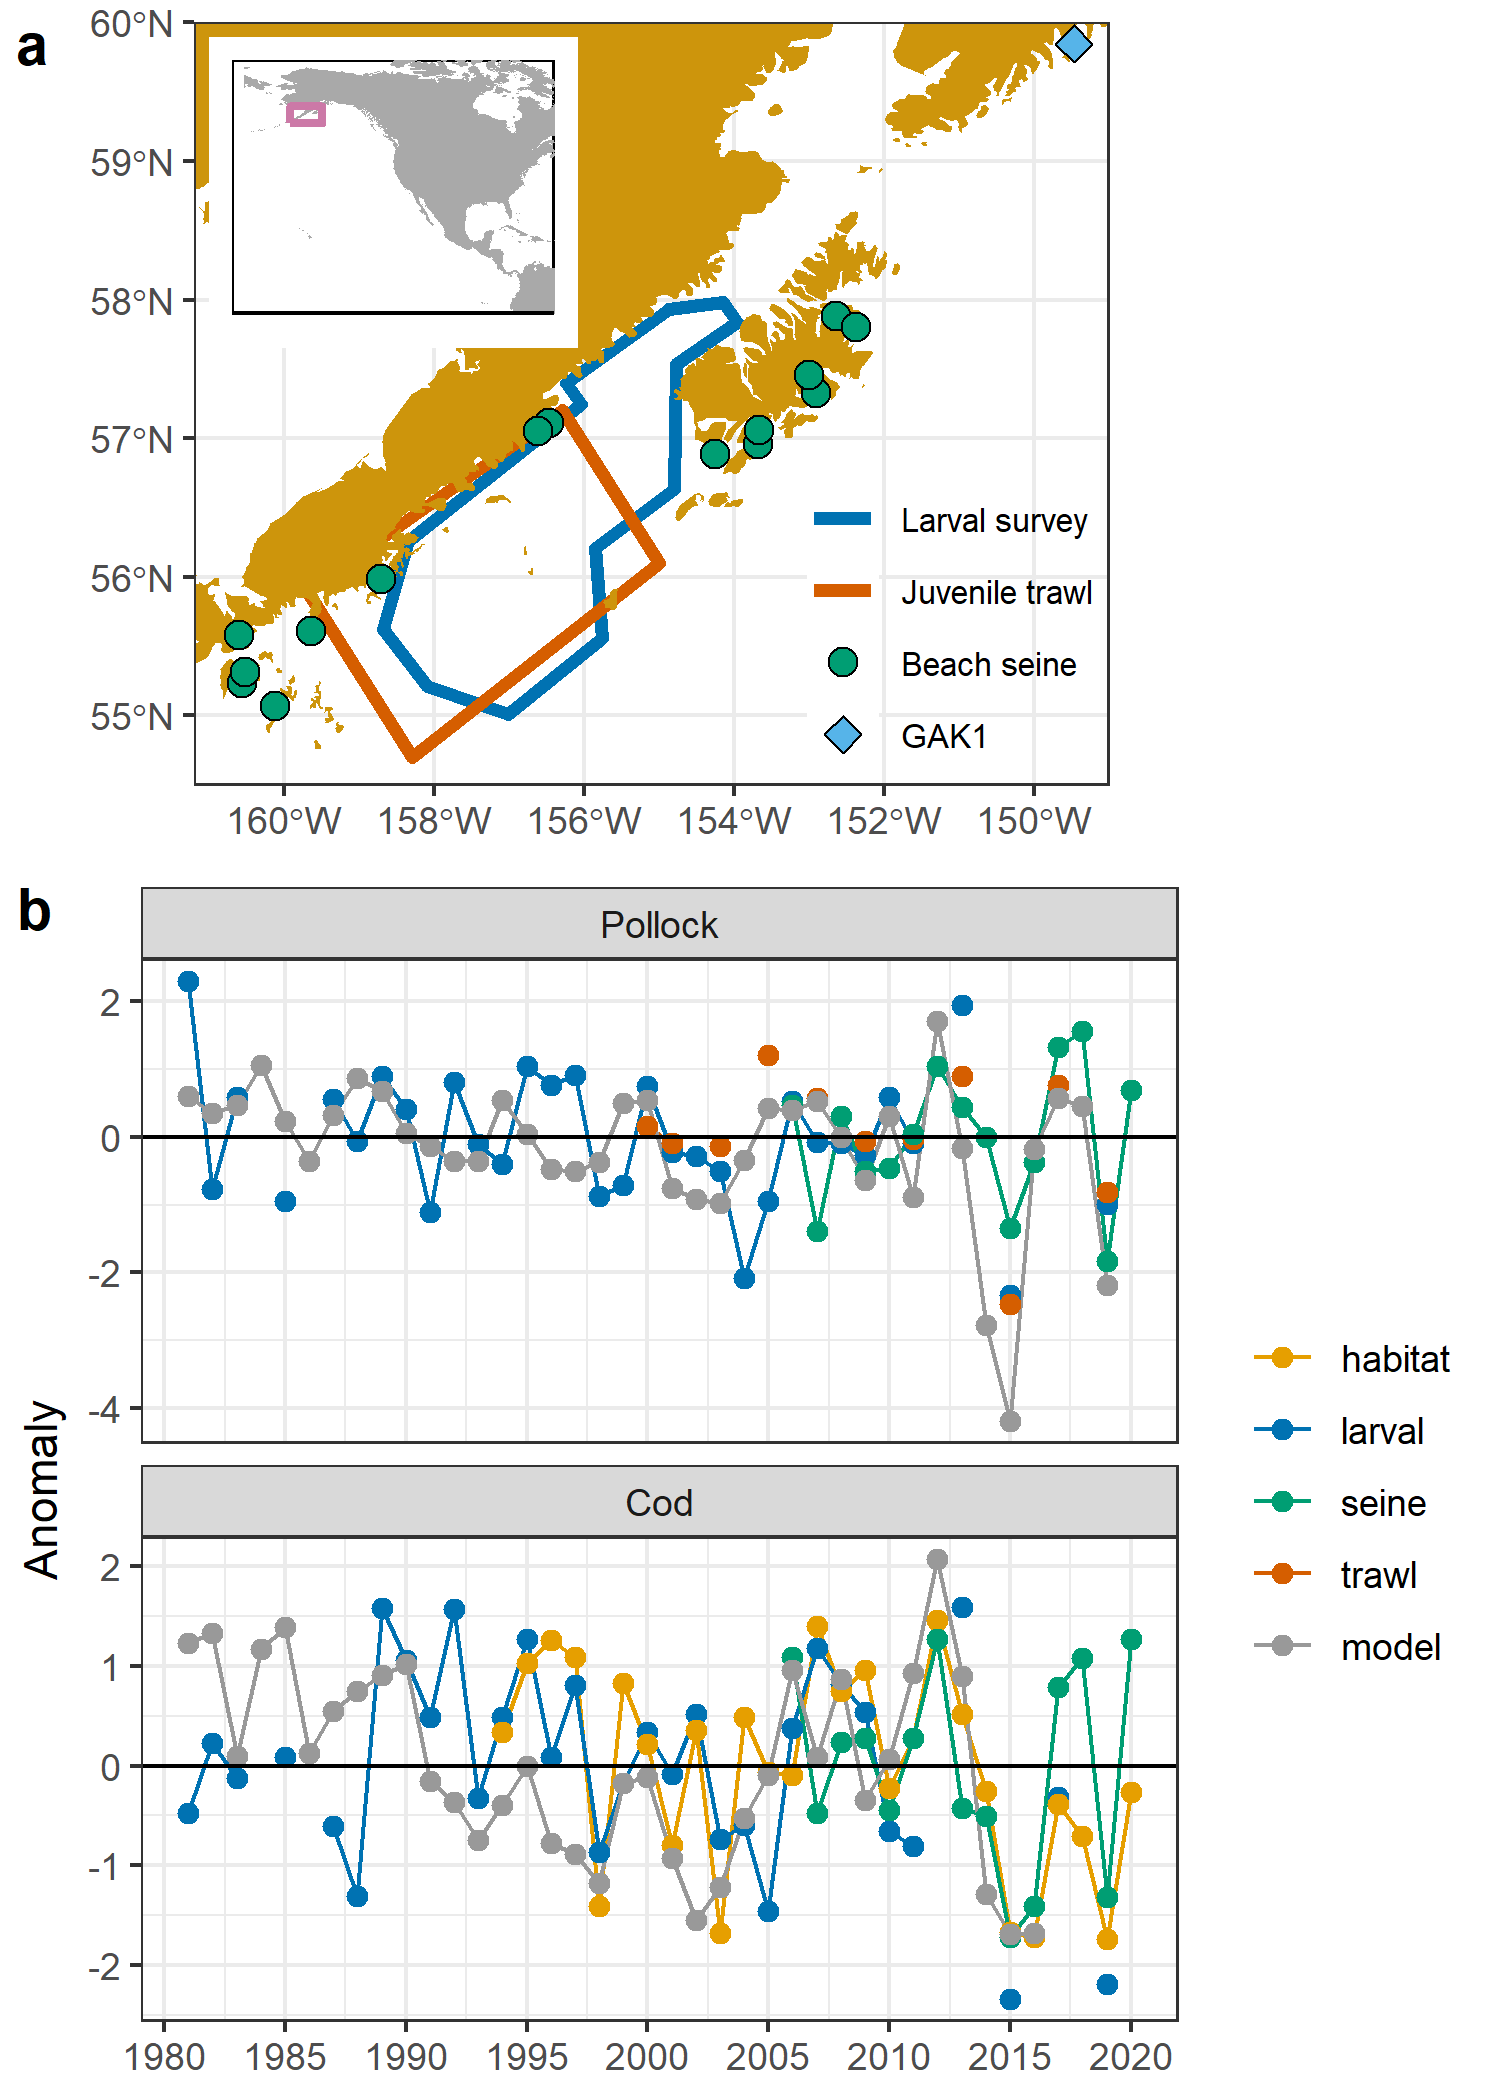 a
60°N
59°N
58°N
57°N
56°N
55°N
Larval survey
Juvenile trawl
Beach seine
GAK1
160°W 158°W 156°W 154°W 152°W 150°W
b
Pollock
2
0
-2
-4
Anomaly
Cod
2
1
0
-1
-2
1980 1985 1990 1995 2000 2005 2010 2015 2020
habitat
larval
seine
trawl
model